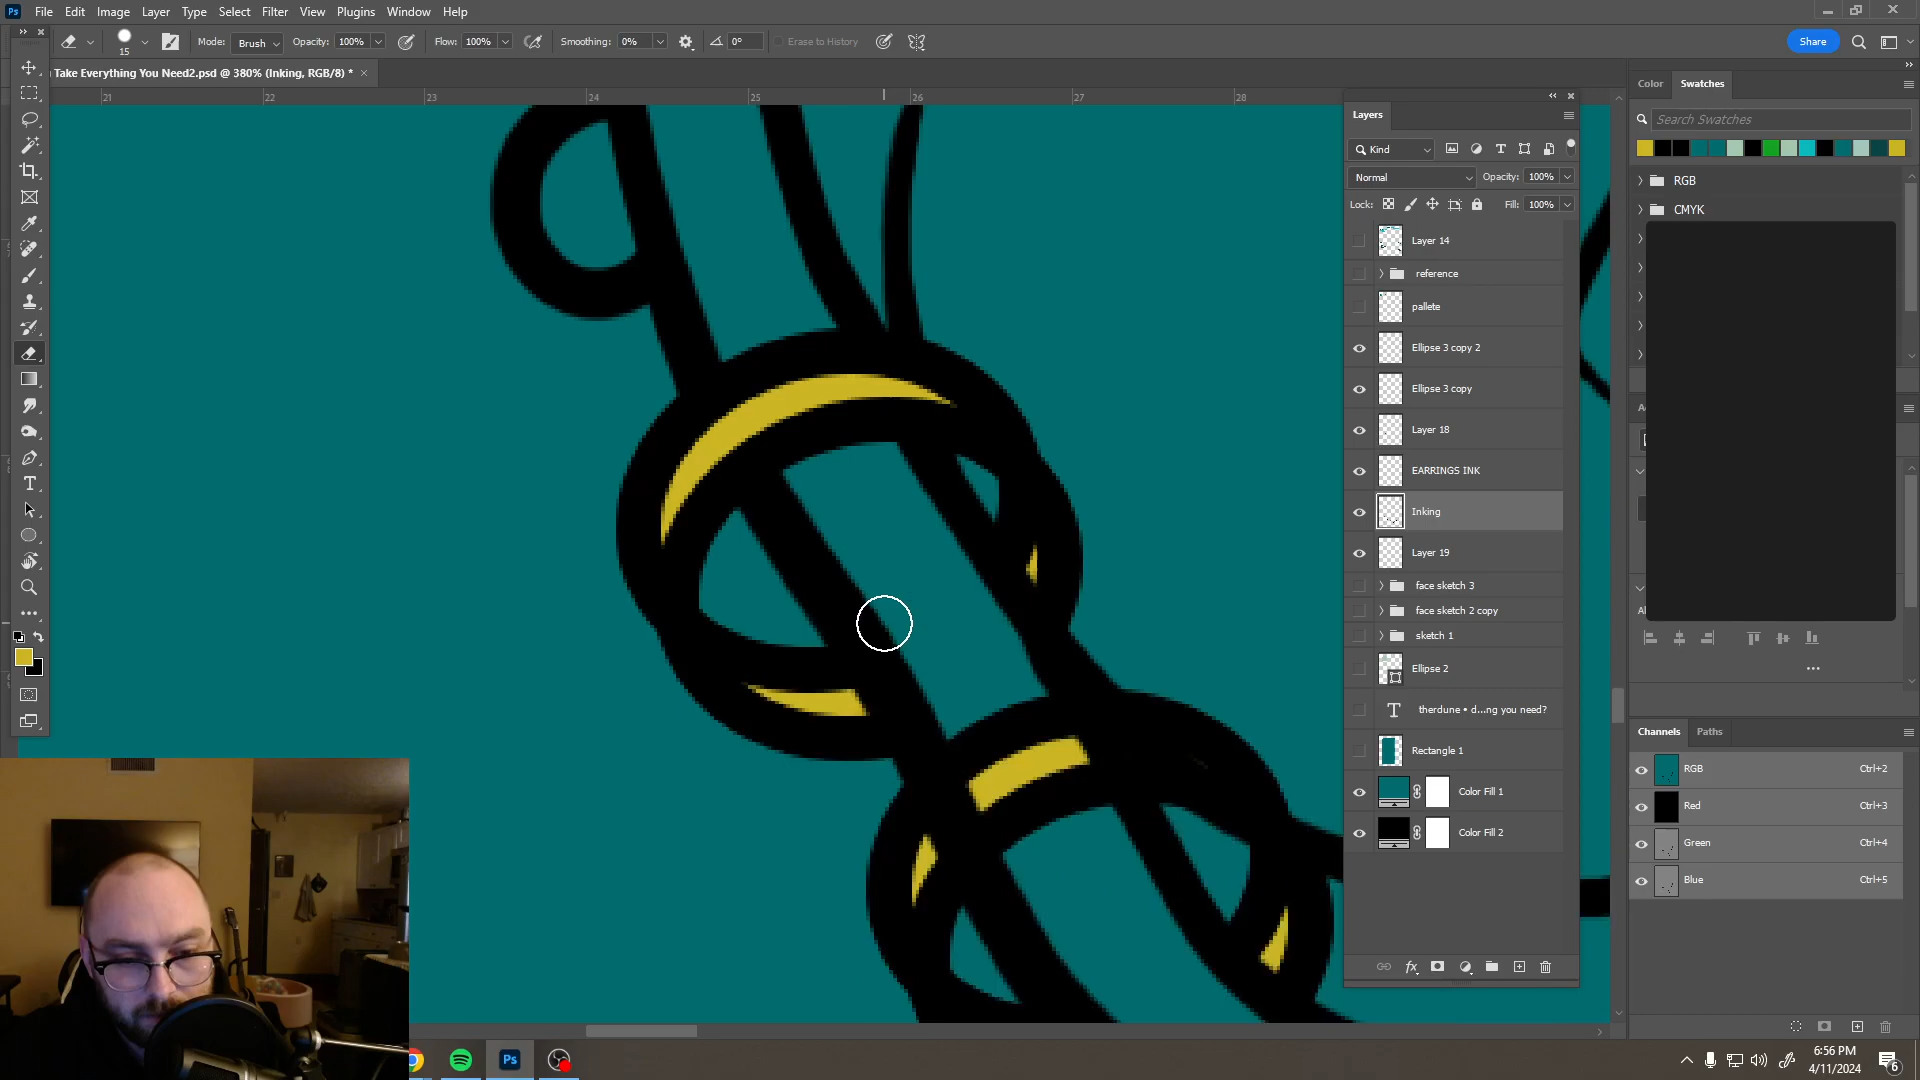 Ps File Edit Image Layer Type Select Filter View Plugins Window Help
15 Mode: Brush Opacity: 100% Flow: 100% Smoothing: 0% 0° Erase to History Share
Take Everything You Need2.psd @ 380% (Inking, RGB/8) * ×
21 22 23 24 25 26 27 28
Layers
Kind
Normal Opacity: 100%
Lock: Fill: 100%
Layer 14
reference
pallete
Ellipse 3 copy 2
Ellipse 3 copy
Layer 18
EARRINGS INK
Inking
Layer 19
face sketch 3
face sketch 2 copy
sketch 1
Ellipse 2
therdune • d...ng you need?
Rectangle 1
Color Fill 1
Color Fill 2
fx
Color Swatches
Search Swatches
RGB
CMYK
Channels Paths
RGB Ctrl+2
Red Ctrl+3
Green Ctrl+4
Blue Ctrl+5
Ps
6:56 PM
4/11/2024
6